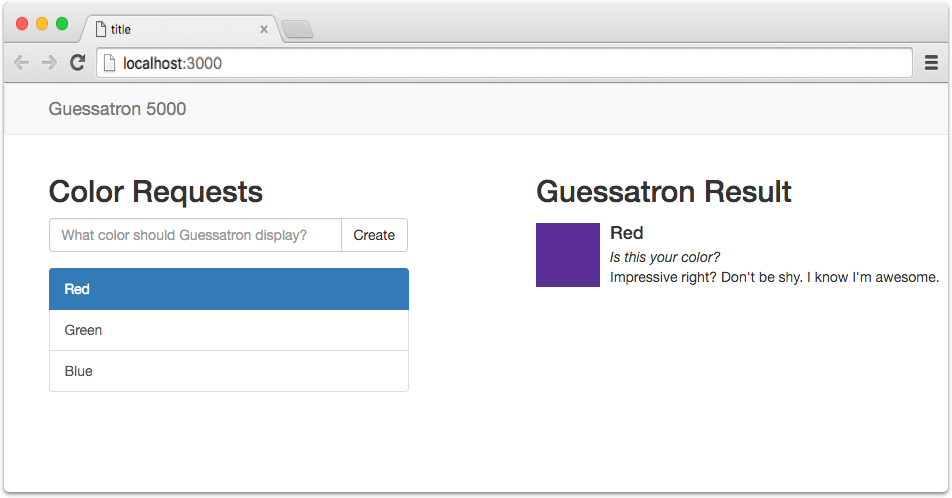 title
localhost:3000
Guessatron 5000
Color Requests
What color should Guessatron display?
Create
Red
Green
Blue
Guessatron Result
Red
Is this your color?
Impressive right? Don't be shy. I know I'm awesome.